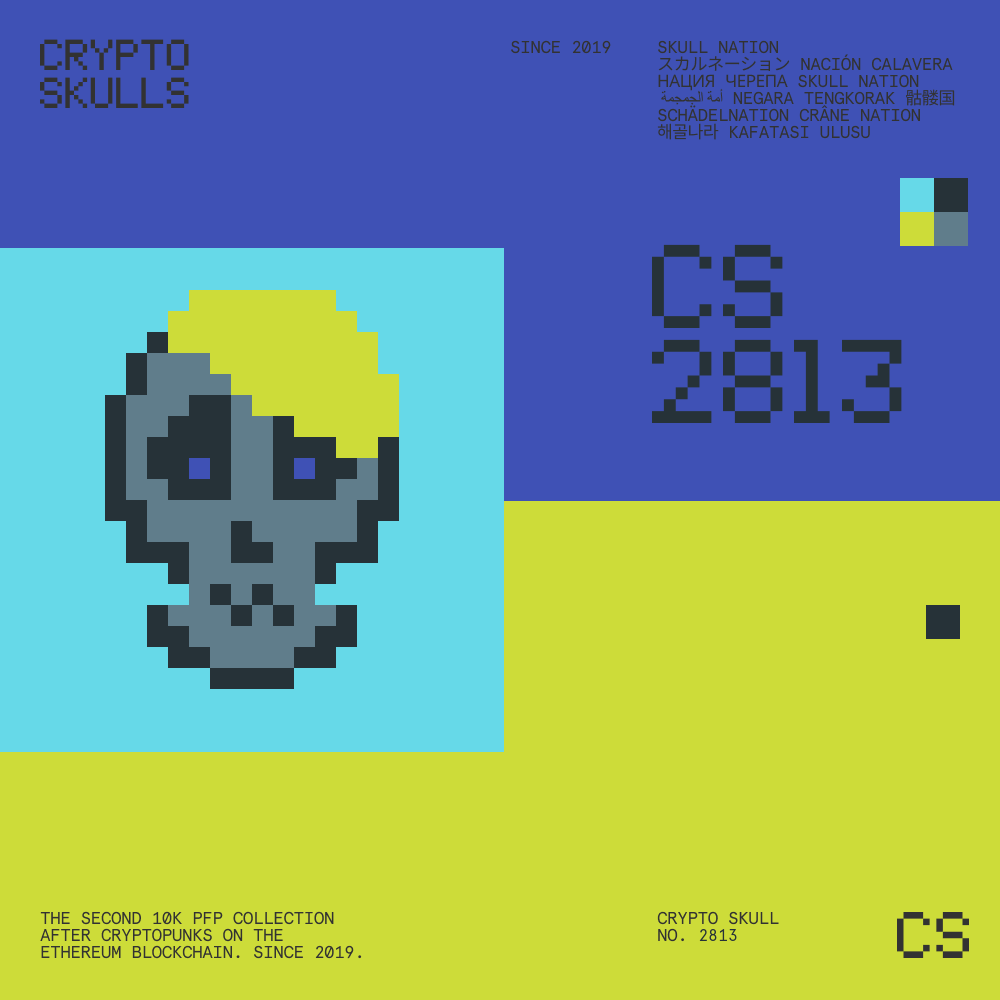 CRYPTO
SKULLS
SINCE 2019
SKULL NATION
スカルネーション NACIÓN CALAVERA
НАЦИЯ ЧЕРЕПА SKULL NATION
أمة الجمجمة NEGARA TENGKORAK 骷髅国
SCHÄDELNATION CRÂNE NATION
해골나라 KAFATASI ULUSU
CS
2813
THE SECOND 10K PFP COLLECTION
AFTER CRYPTOPUNKS ON THE
ETHEREUM BLOCKCHAIN. SINCE 2019.
CRYPTO SKULL
NO. 2813
CS